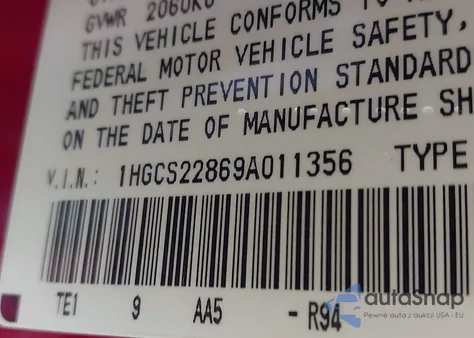 GVWR 2060KG
THIS VEHICLE CONFORMS TO
FEDERAL MOTOR VEHICLE SAFETY,
AND THEFT PREVENTION STANDARD
ON THE DATE OF MANUFACTURE SH
V.I.N.: 1HGCS22869A011356 TYPE
TE1 9 AA5 - R94
autoSnap
Pewne auto z aukcji USA i EU